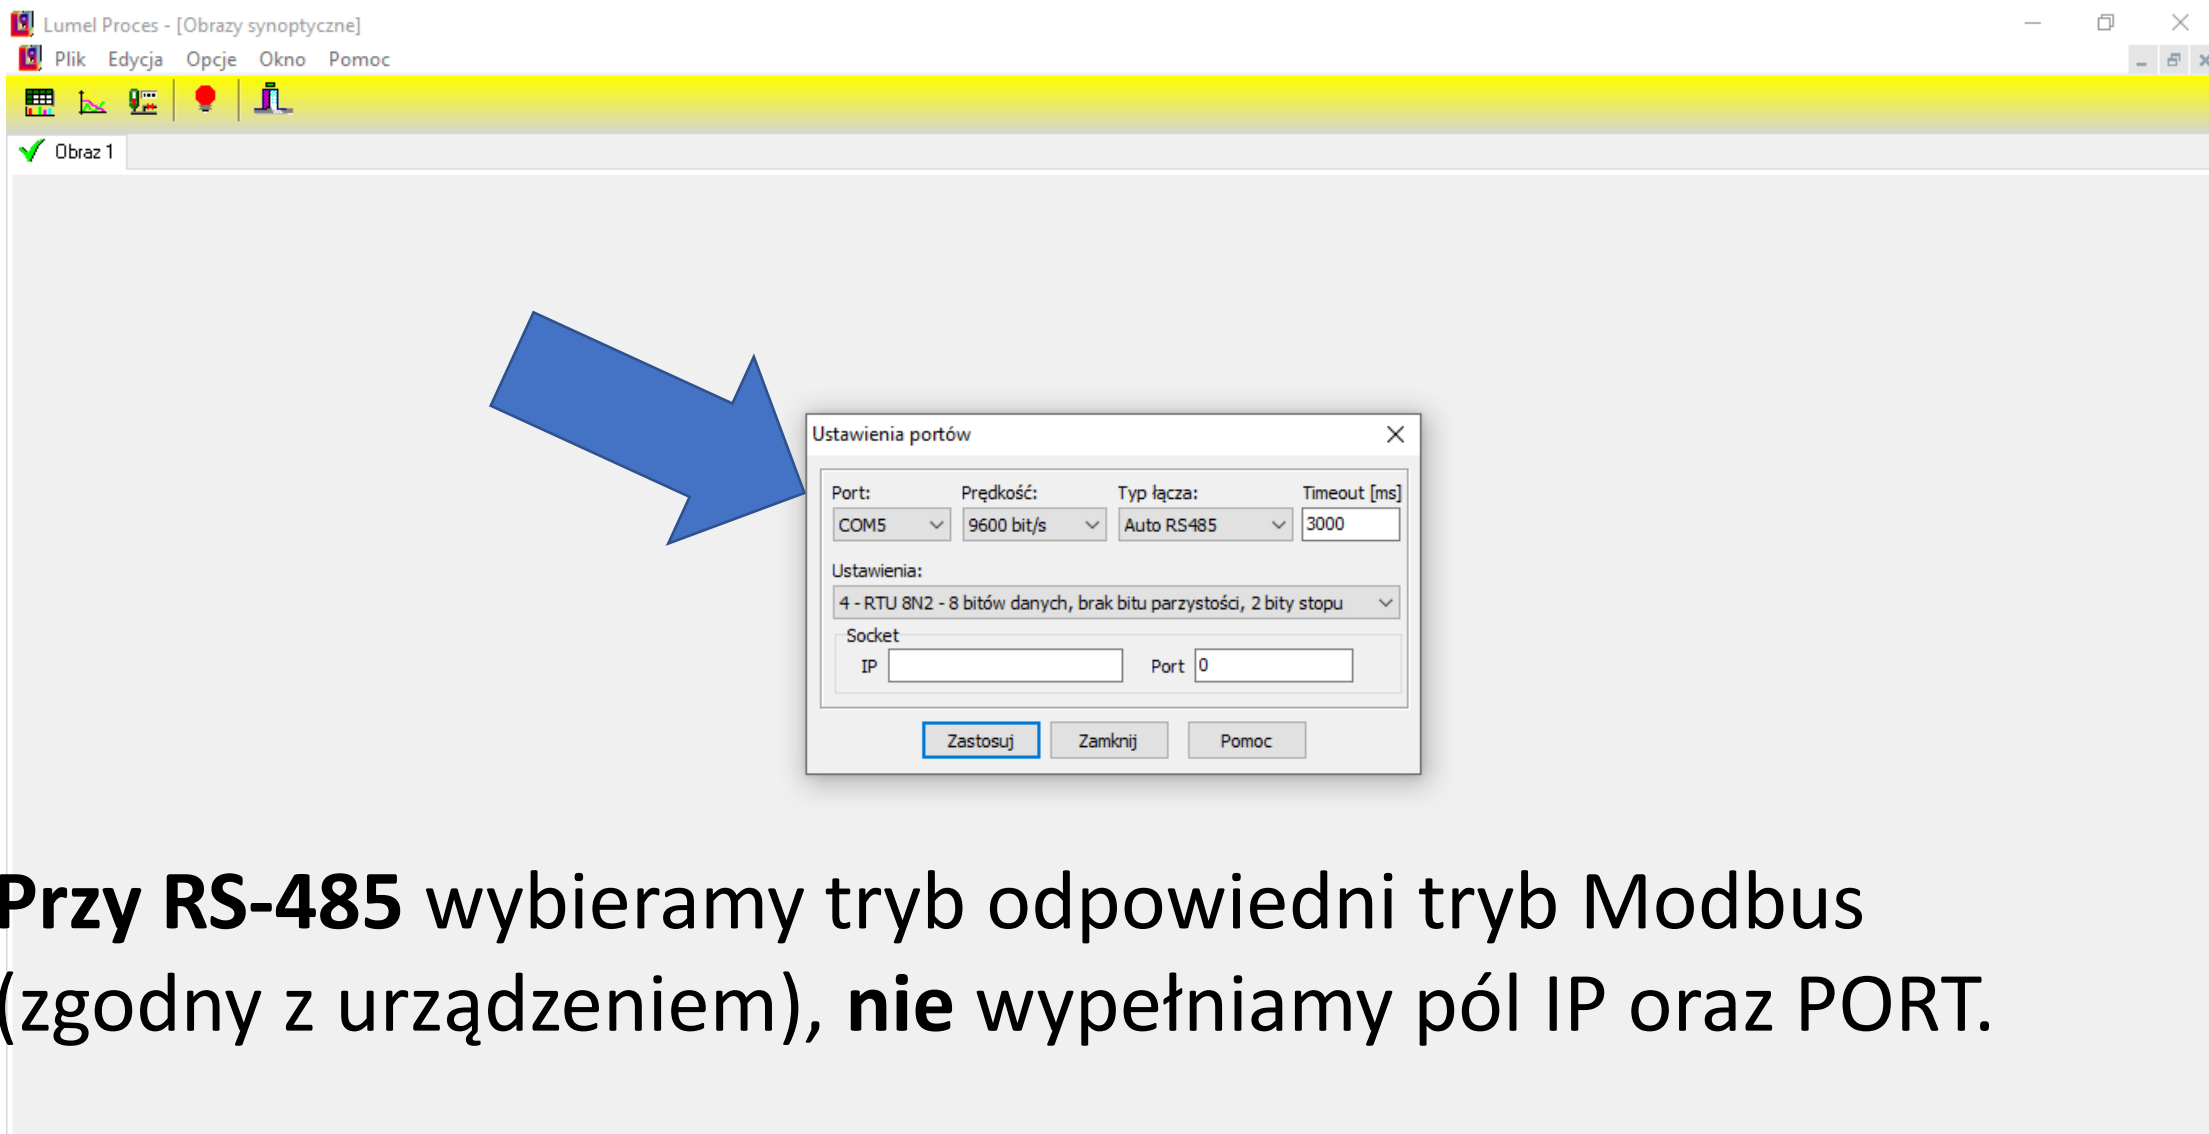 Lumel Proces - [Obrazy synoptyczne]
Plik Edycja Opcje Okno Pomoc
Obraz 1
Ustawienia portów
Port: Prędkość: Typ łącza: Timeout [ms]
COM5 9600 bit/s Auto RS485 3000
Ustawienia:
4 - RTU 8N2 - 8 bitów danych, brak bitu parzystości, 2 bity stopu
Socket
IP Port 0
Zastosuj Zamknij Pomoc
Przy RS-485 wybieramy tryb odpowiedni tryb Modbus
(zgodny z urządzeniem), nie wypełniamy pól IP oraz PORT.